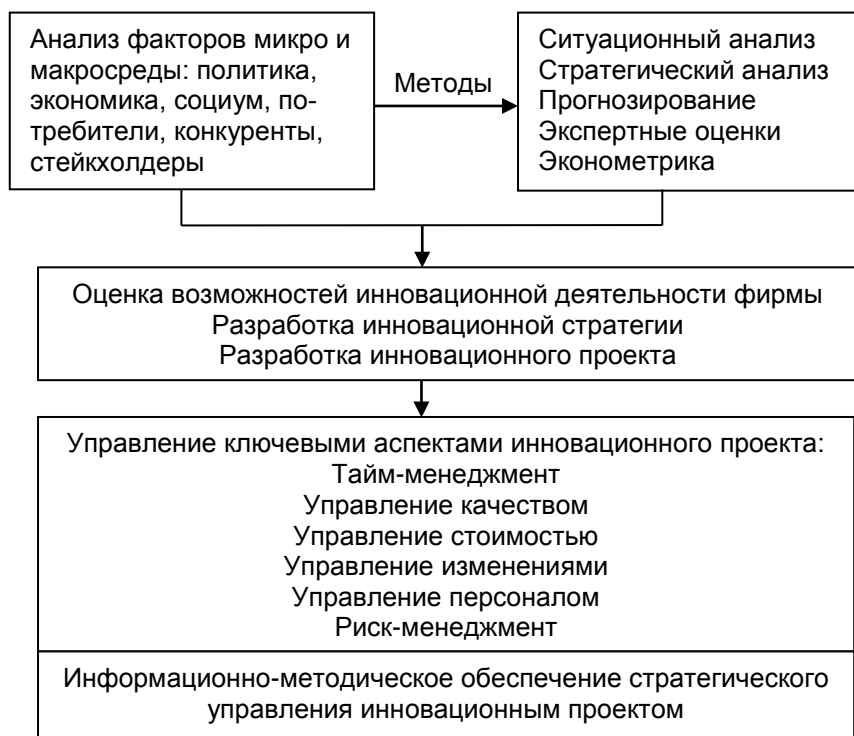 Анализ факторов микро и
макросреды: политика,
экономика, социум, по-
требители, конкуренты,
стейкхолдеры
Методы
Ситуационный анализ
Стратегический анализ
Прогнозирование
Экспертные оценки
Эконометрика
Оценка возможностей инновационной деятельности фирмы
Разработка инновационной стратегии
Разработка инновационного проекта
Управление ключевыми аспектами инновационного проекта:
Тайм-менеджмент
Управление качеством
Управление стоимостью
Управление изменениями
Управление персоналом
Риск-менеджмент
Информационно-методическое обеспечение стратегического
управления инновационным проектом